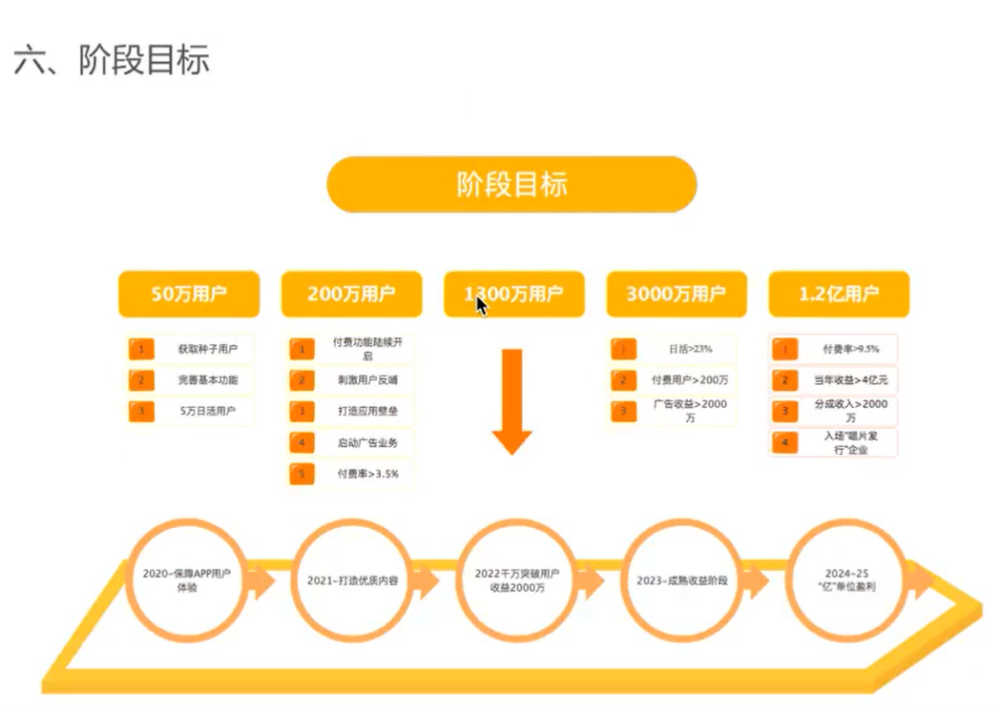 六、阶段目标
阶段目标
50万用户
200万用户
1300万用户
3000万用户
1.2亿用户
1 获取种子用户
2 完善基本功能
3 5万日活用户
1 付费功能陆续开
启
2 刺激用户反哺
3 打造应用壁垒
4 启动广告业务
5 付费率>3.5%
1 日活>23%
2 付费用户>200万
3 广告收益>2000
万
1 付费率>9.5%
2 当年收益>4亿元
3 分成收入>2000
万
4 入场“唱片发
行”企业
2020-保障APP用户
体验
2021-打造优质内容
2022千万突破用户
收益2000万
2023-成熟收益阶段
2024-25
“亿”单位盈利